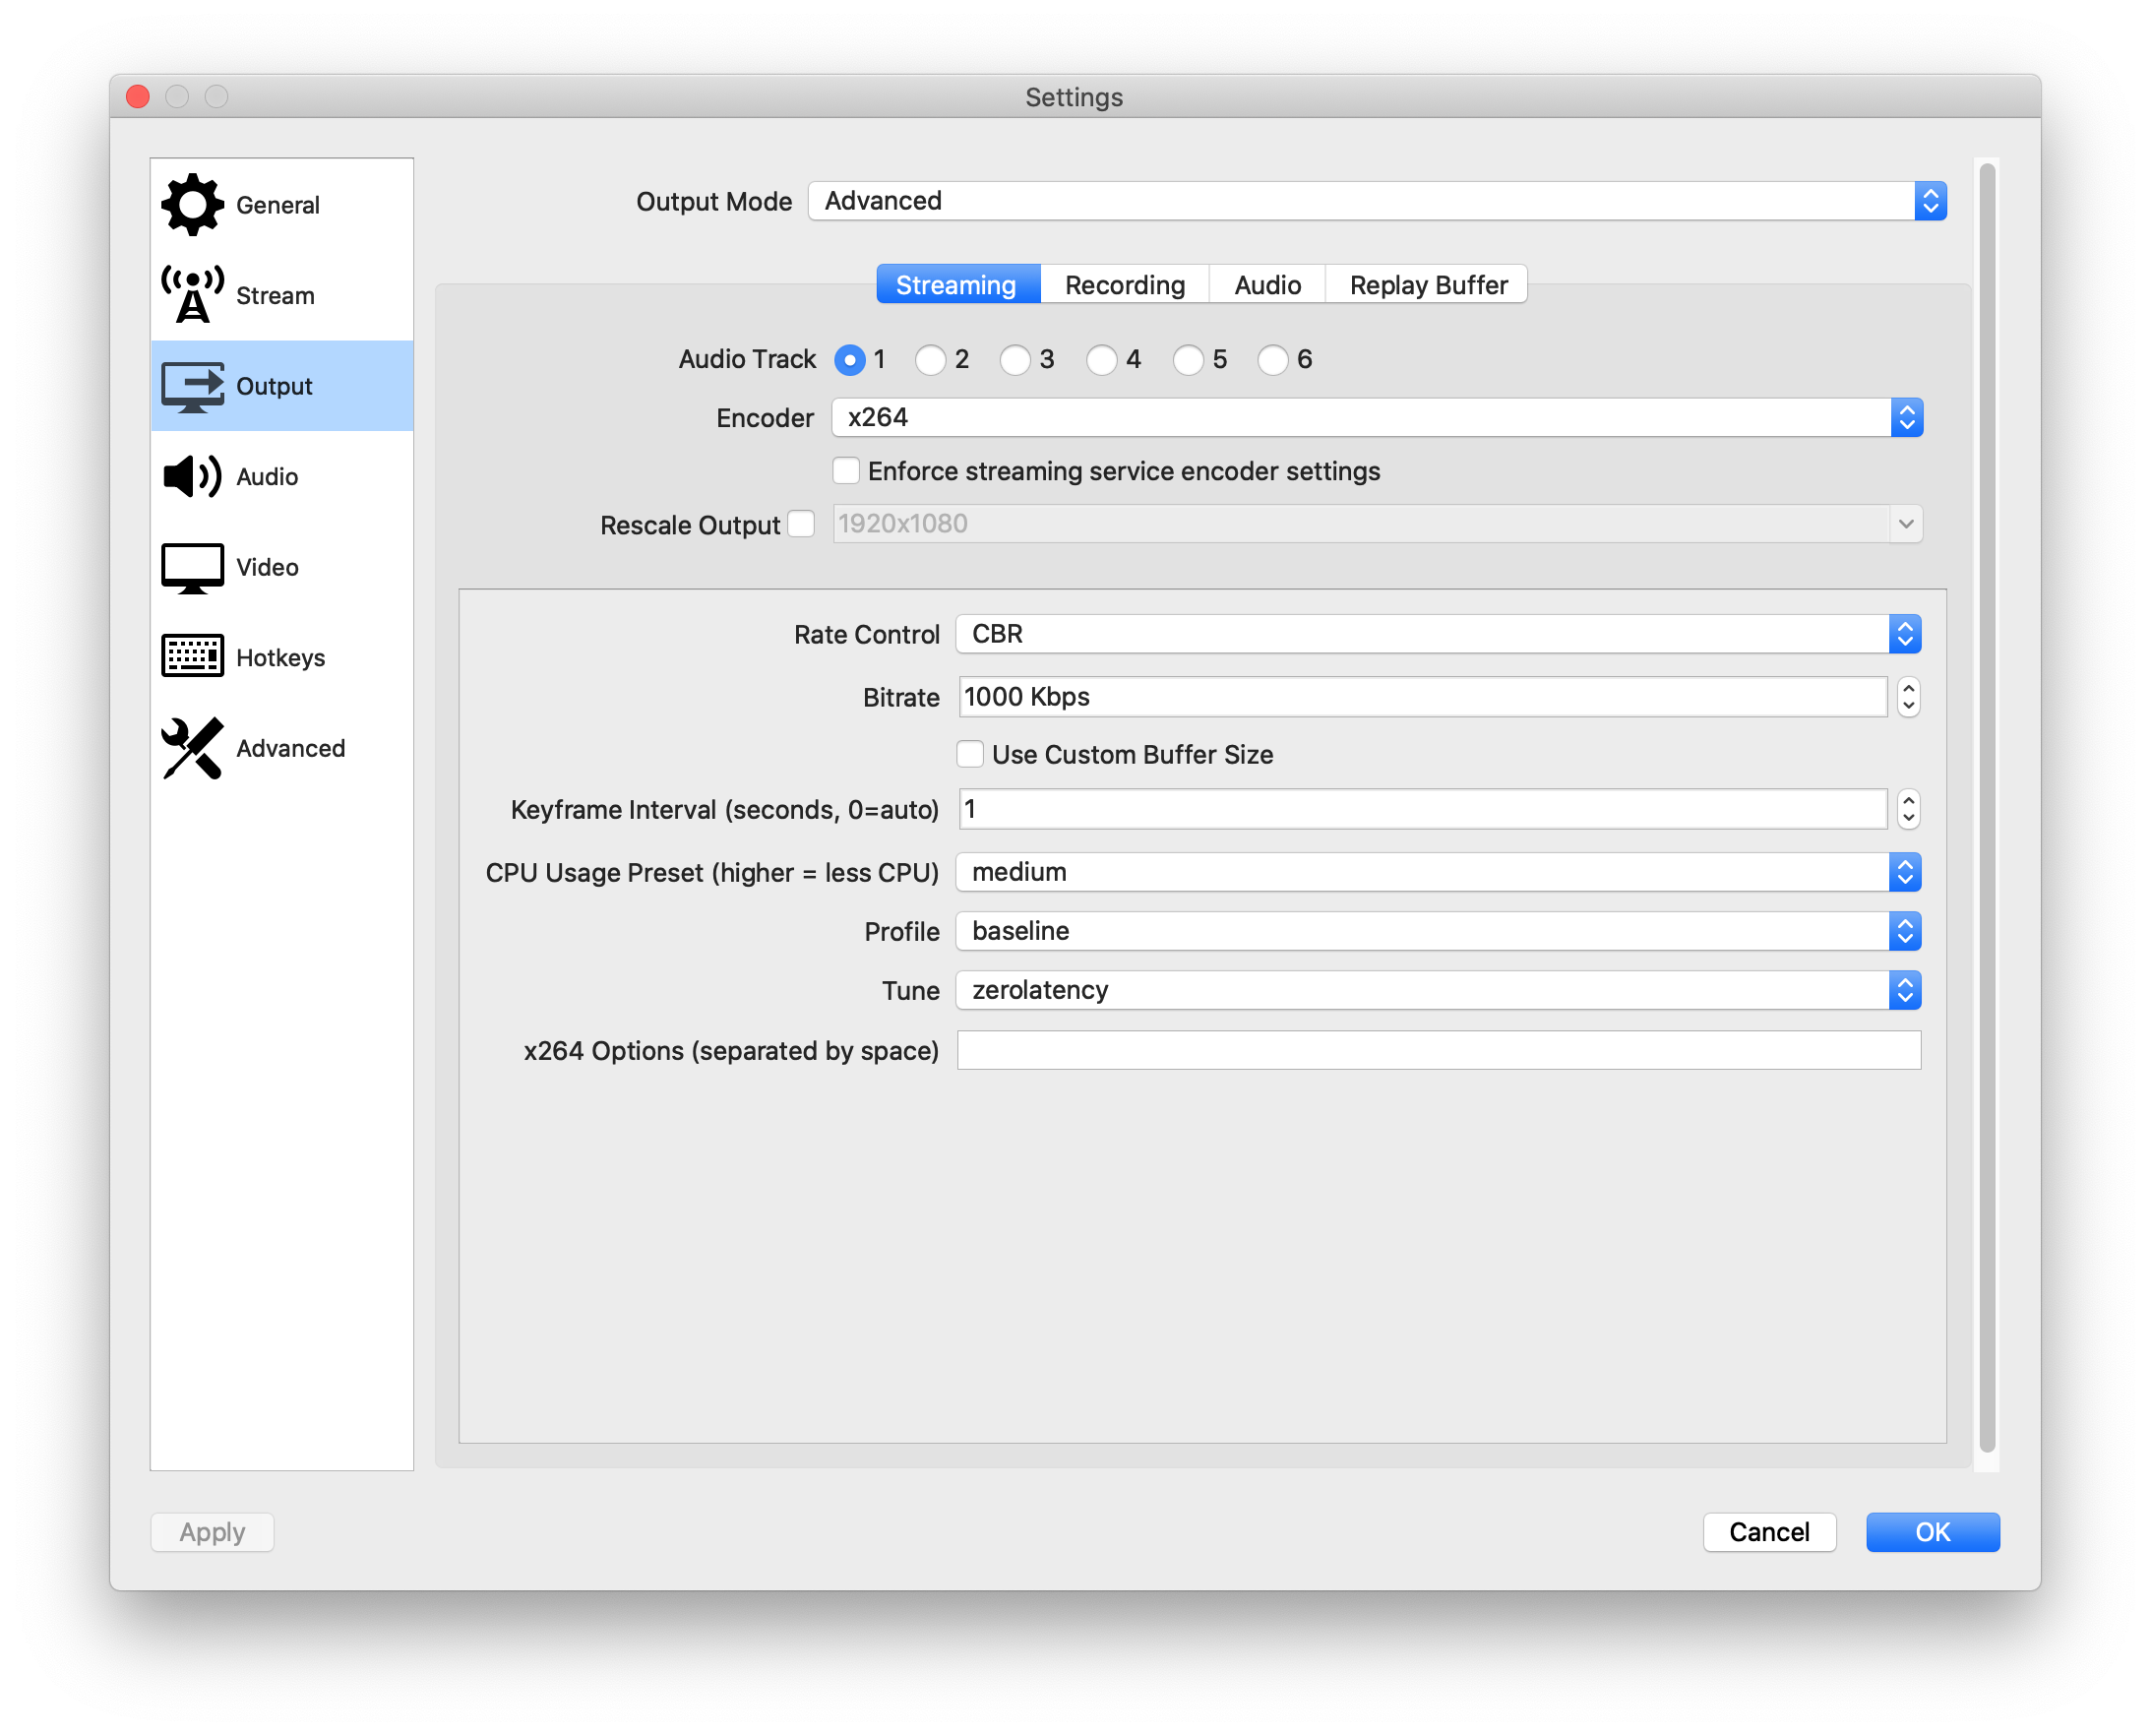 Settings
General
Stream
Output
Audio
Video
Hotkeys
Advanced
Output Mode Advanced
Streaming Recording Audio Replay Buffer
Audio Track 1 2 3 4 5 6
Encoder x264
Enforce streaming service encoder settings
Rescale Output 1920x1080
Rate Control CBR
Bitrate 1000 Kbps
Use Custom Buffer Size
Keyframe Interval (seconds, 0=auto) 1
CPU Usage Preset (higher = less CPU) medium
Profile baseline
Tune zerolatency
x264 Options (separated by space)
Apply Cancel OK